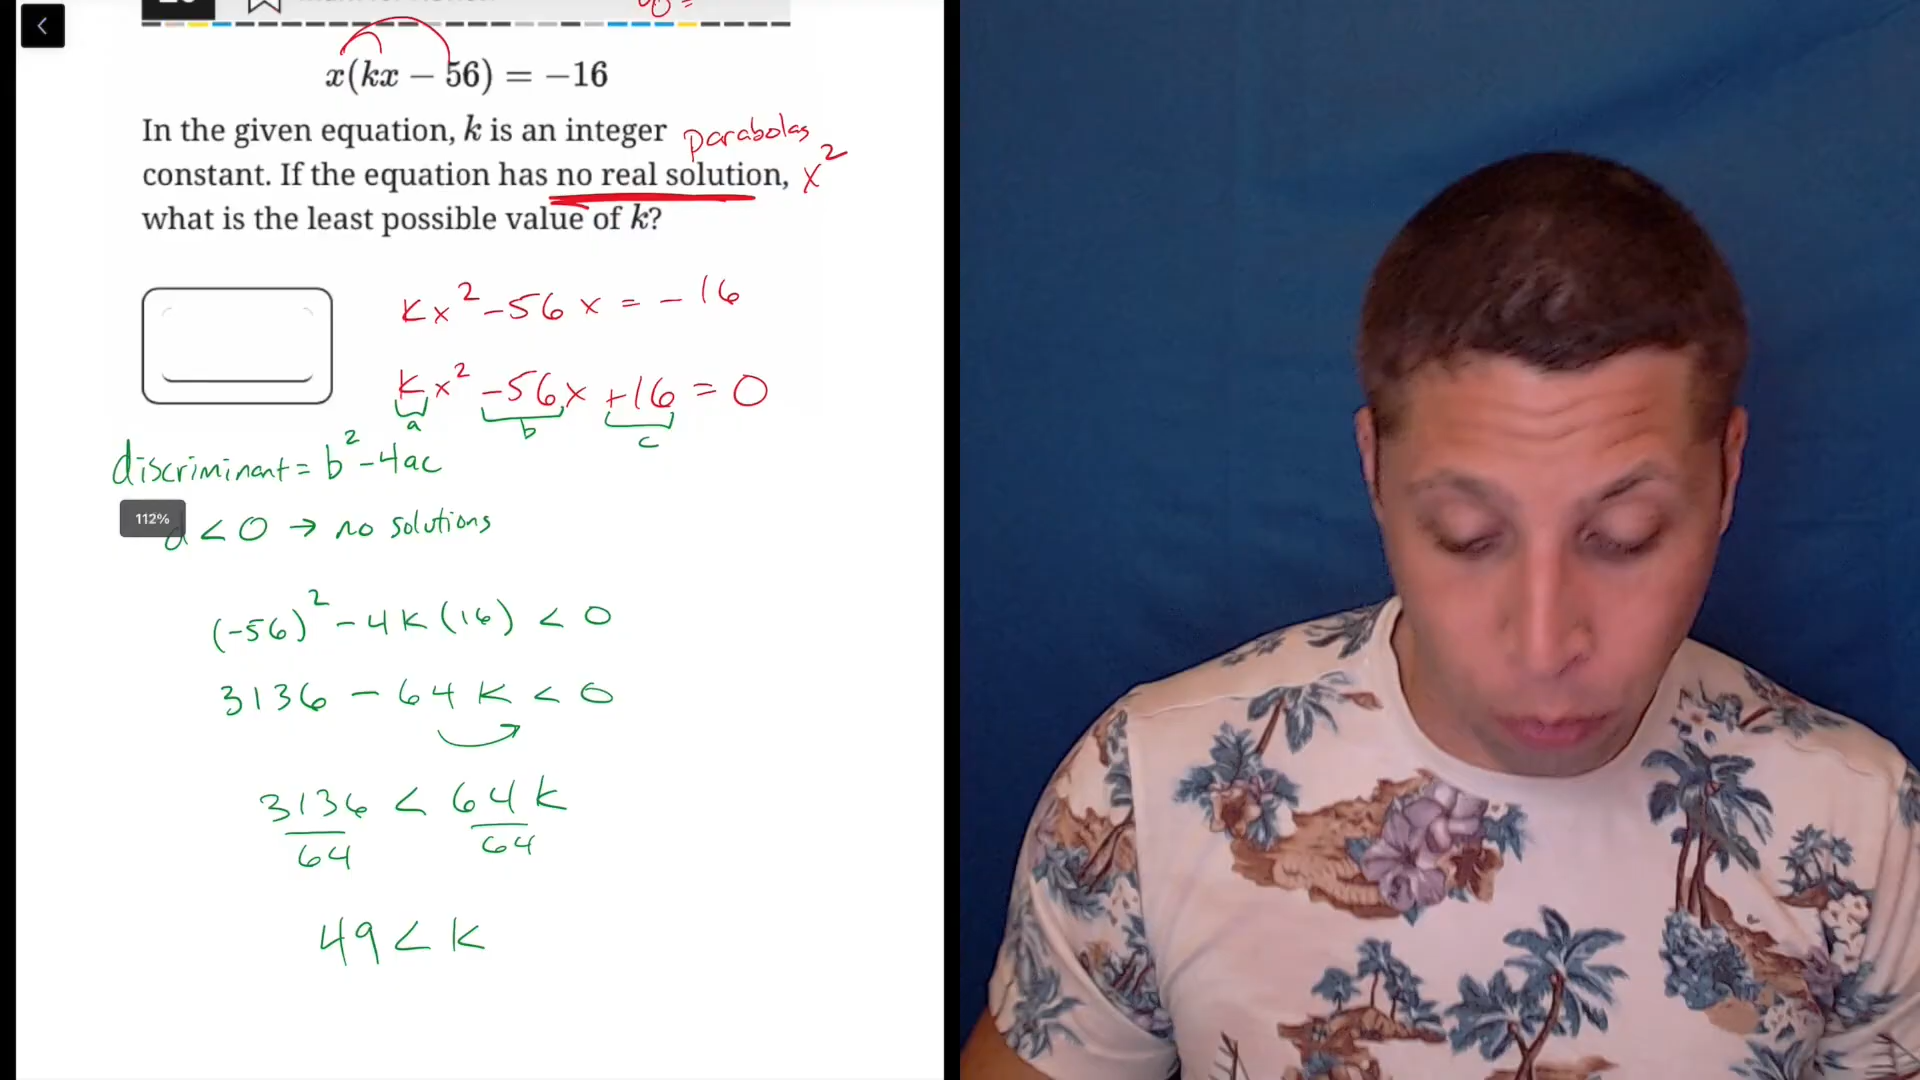 x(kx − 56) = −16
In the given equation, k is an integer
parabolas
constant. If the equation has no real solution,
x²
what is the least possible value of k?
kx² − 56x = −16
kx² − 56x + 16 = 0
a b c
discriminant = b² − 4ac
112%
d < 0 → no solutions
(−56)² − 4k(16) < 0
3136 − 64k < 0
3136 < 64k
64 64
49 < k